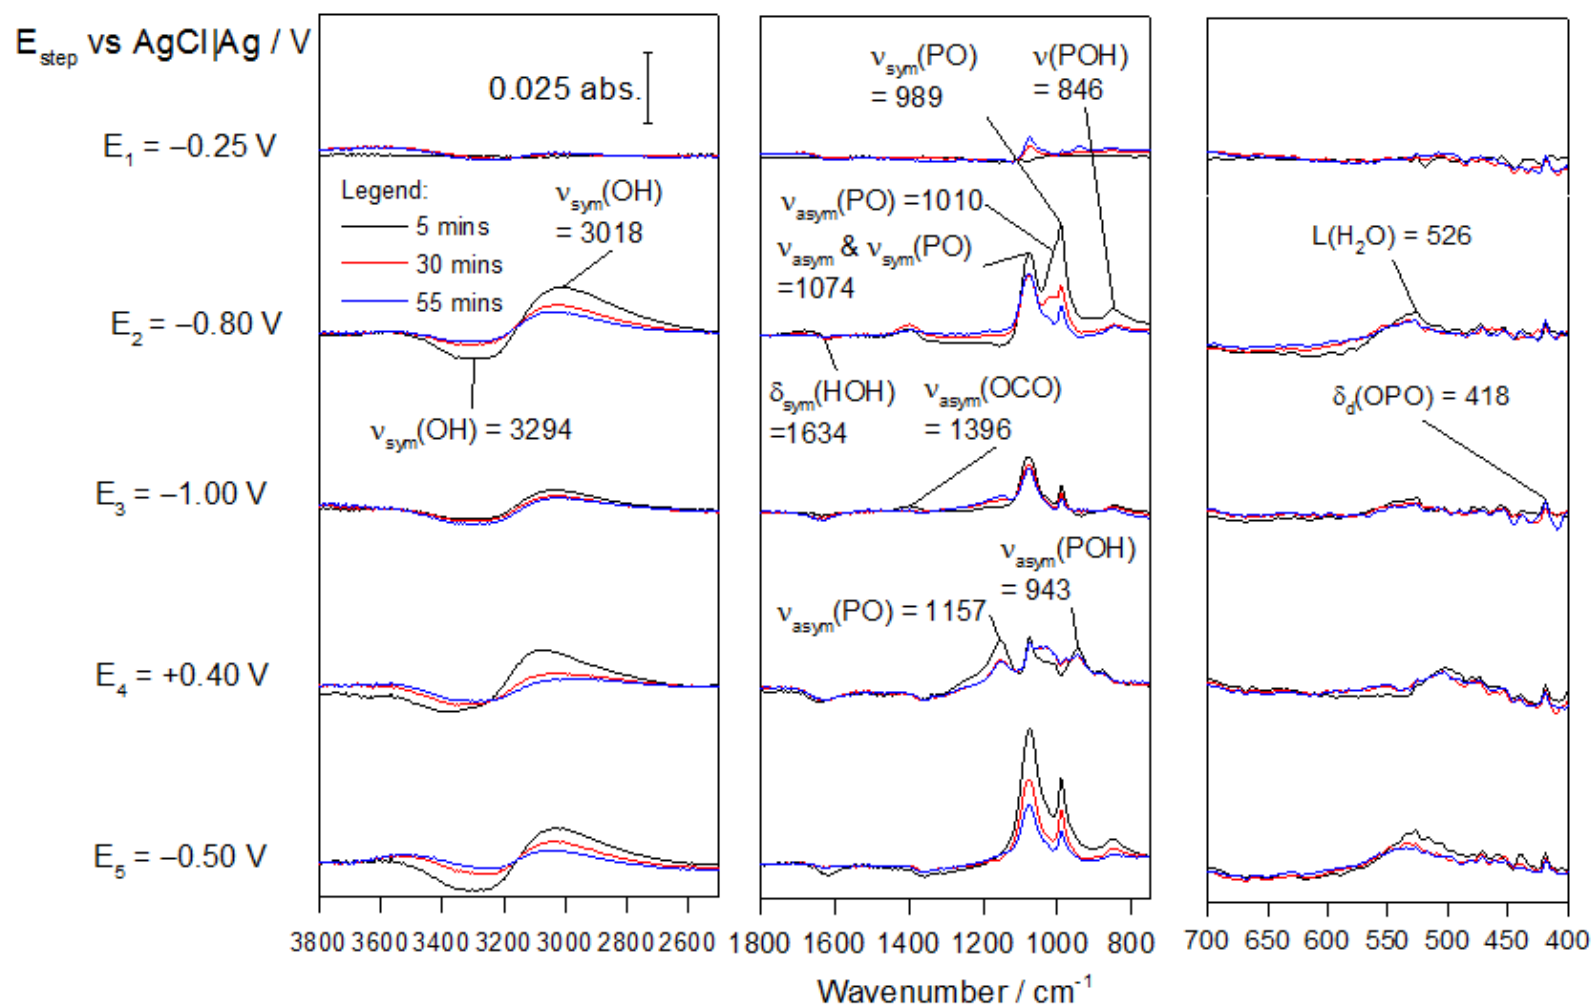 E_step vs AgCl|Ag / V
0.025 abs.
ν_sym(PO)
= 989
ν(POH)
= 846
E_1 = –0.25 V
Legend:
5 mins
30 mins
55 mins
ν_sym(OH)
= 3018
ν_asym(PO) =1010
ν_asym & ν_sym(PO)
=1074
L(H_2O) = 526
E_2 = –0.80 V
ν_sym(OH) = 3294
δ_sym(HOH)
=1634
ν_asym(OCO)
= 1396
δ_d(OPO) = 418
E_3 = –1.00 V
ν_asym(POH)
= 943
ν_asym(PO) = 1157
E_4 = +0.40 V
E_5 = –0.50 V
3800 3600 3400 3200 3000 2800 2600
1800 1600 1400 1200 1000 800
700 650 600 550 500 450 400
Wavenumber / cm^-1